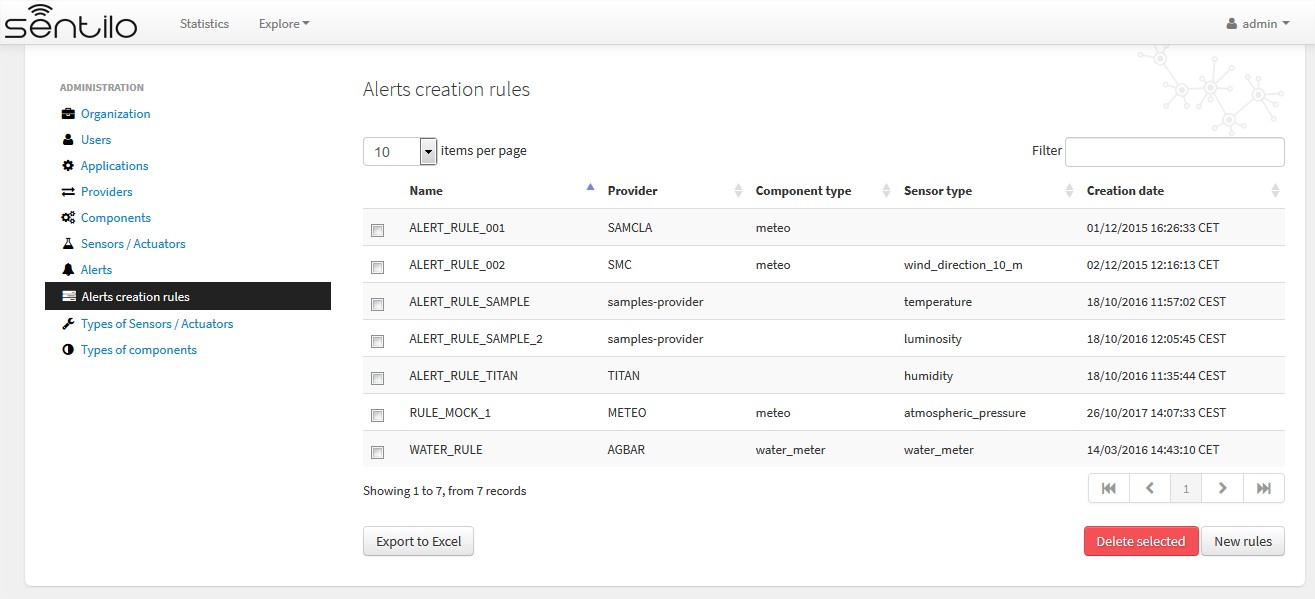 sentilo Statistics Explore admin
ADMINISTRATION
Organization
Users
Applications
Providers
Components
Sensors / Actuators
Alerts
Alerts creation rules
Types of Sensors / Actuators
Types of components
Alerts creation rules
10 items per page Filter
Name Provider Component type Sensor type Creation date
ALERT_RULE_001 SAMCLA meteo 01/12/2015 16:26:33 CET
ALERT_RULE_002 SMC meteo wind_direction_10_m 02/12/2015 12:16:13 CET
ALERT_RULE_SAMPLE samples-provider temperature 18/10/2016 11:57:02 CEST
ALERT_RULE_SAMPLE_2 samples-provider luminosity 18/10/2016 12:05:45 CEST
ALERT_RULE_TITAN TITAN humidity 18/10/2016 11:35:44 CEST
RULE_MOCK_1 METEO meteo atmospheric_pressure 26/10/2017 14:07:33 CEST
WATER_RULE AGBAR water_meter water_meter 14/03/2016 14:43:10 CET
Showing 1 to 7, from 7 records 1
Export to Excel Delete selected New rules